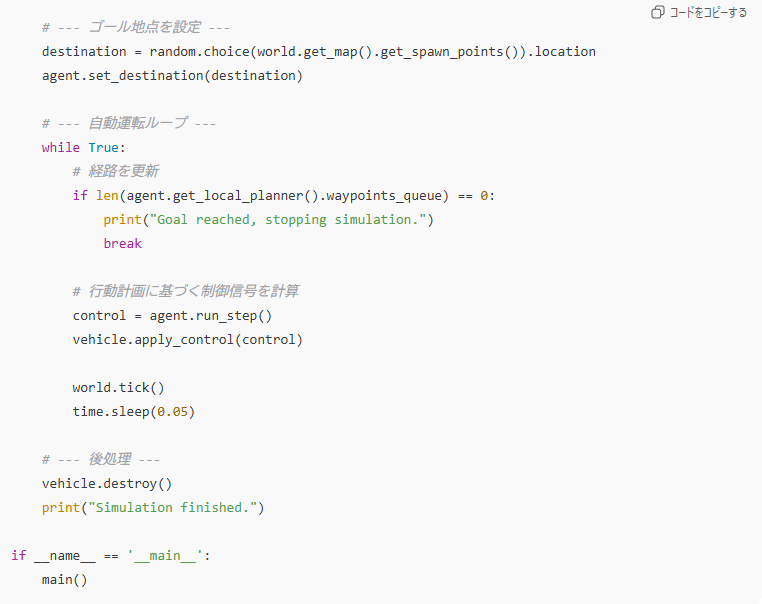 コードをコピーする
# --- ゴール地点を設定 ---
destination = random.choice(world.get_map().get_spawn_points()).location
agent.set_destination(destination)
# --- 自動運転ループ ---
while True:
# 経路を更新
if len(agent.get_local_planner().waypoints_queue) == 0:
print("Goal reached, stopping simulation.")
break
# 行動計画に基づく制御信号を計算
control = agent.run_step()
vehicle.apply_control(control)
world.tick()
time.sleep(0.05)
# --- 後処理 ---
vehicle.destroy()
print("Simulation finished.")
if __name__ == '__main__':
main()